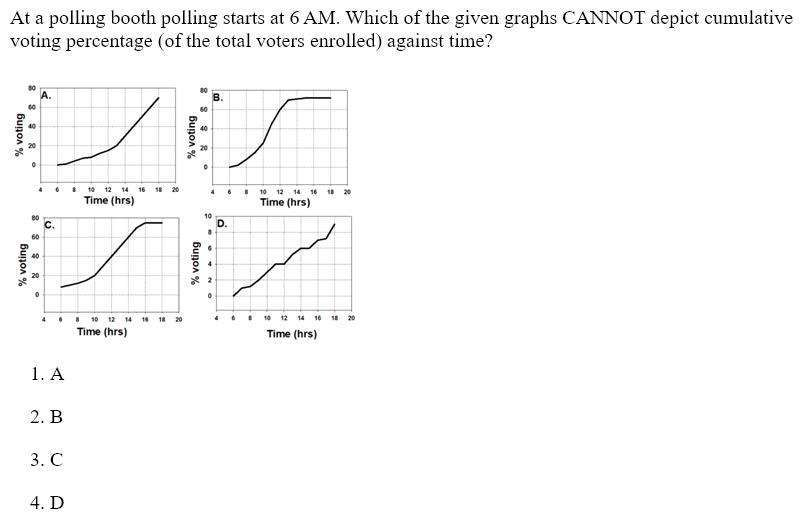 At a polling booth polling starts at 6 AM. Which of the given graphs CANNOT depict cumulative
voting percentage (of the total voters enrolled) against time?
A.
% voting
80
60
40
20
0
4 6 8 10 12 14 16 18 20
Time (hrs)
B.
% voting
80
60
40
20
0
4 6 8 10 12 14 16 18 20
Time (hrs)
C.
% voting
80
60
40
20
0
4 6 8 10 12 14 16 18 20
Time (hrs)
D.
% voting
10
8
6
4
2
0
4 6 8 10 12 14 16 18 20
Time (hrs)
1. A
2. B
3. C
4. D